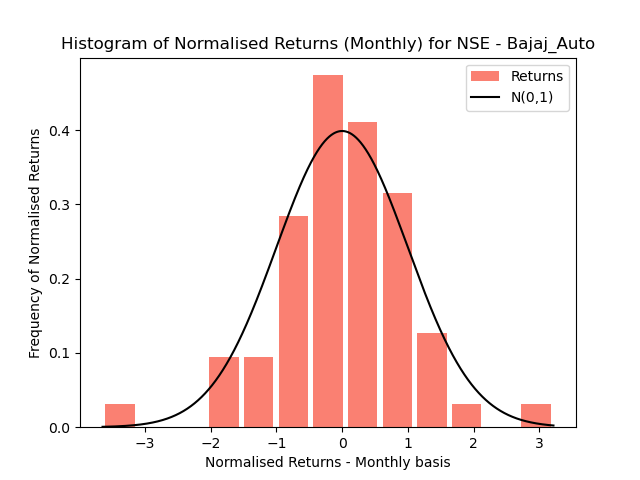 Histogram of Normalised Returns (Monthly) for NSE - Bajaj_Auto
Returns
N(0,1)
Frequency of Normalised Returns
0.4
0.3
0.2
0.1
0.0
−3 −2 −1 0 1 2 3
Normalised Returns - Monthly basis